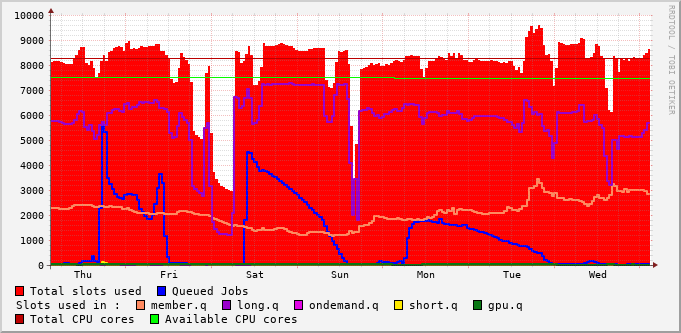 10000
9000
8000
7000
6000
5000
4000
3000
2000
1000
0
Thu Fri Sat Sun Mon Tue Wed
RRDTOOL / TOBI OETIKER
Total slots used Queued Jobs
Slots used in : member.q long.q ondemand.q short.q gpu.q
Total CPU cores Available CPU cores